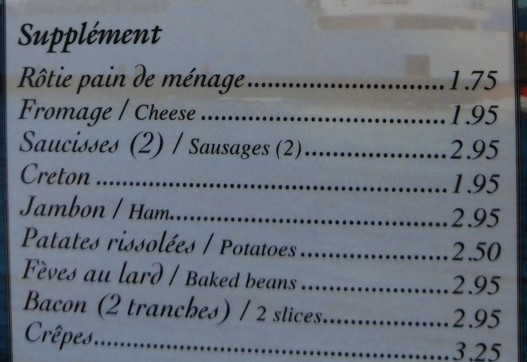 Supplément
Rôtie pain de ménage..............................1.75
Fromage / Cheese.....................................1.95
Saucisses (2) / Sausages (2).....................2.95
Creton.....................................................1.95
Jambon / Ham.........................................2.95
Patates rissolées / Potatoes......................2.50
Fèves au lard / Baked beans......................2.95
Bacon (2 tranches) / 2 slices...................2.95
Crêpes.....................................................3.25